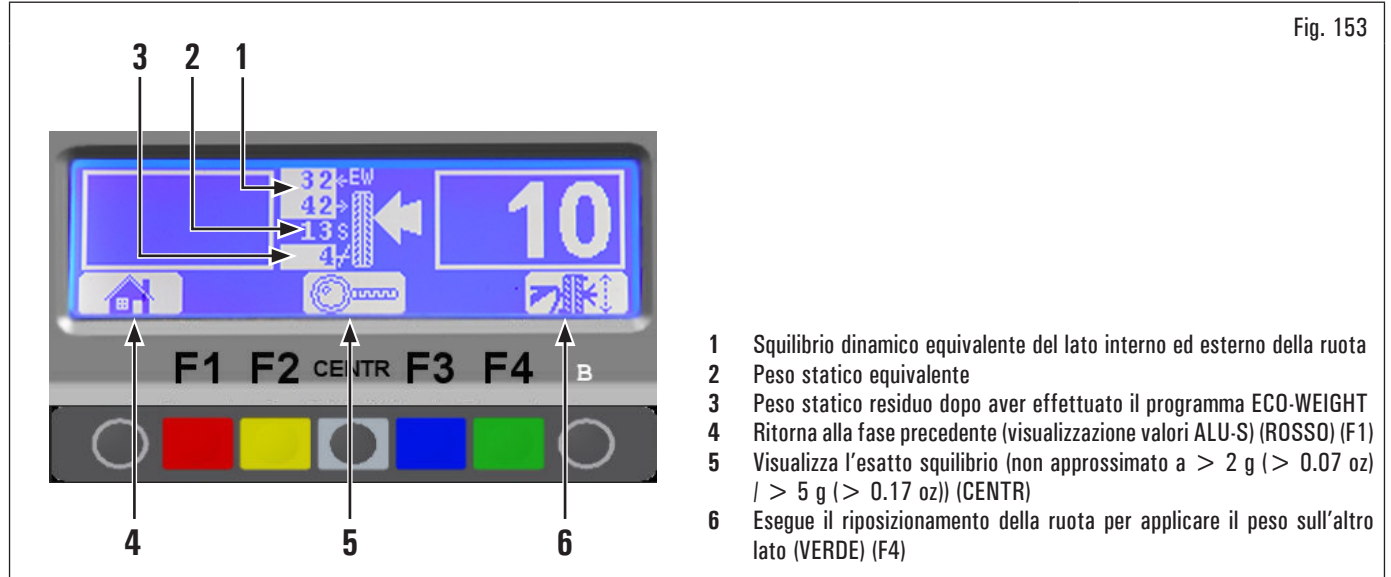 Fig. 153
3 2 1
32 EW
42
13 S
4
10
F1 F2 CENTR F3 F4 B
4 5 6
1 Squilibrio dinamico equivalente del lato interno ed esterno della ruota
2 Peso statico equivalente
3 Peso statico residuo dopo aver effettuato il programma ECO-WEIGHT
4 Ritorna alla fase precedente (visualizzazione valori ALU-S) (ROSSO) (F1)
5 Visualizza l'esatto squilibrio (non approssimato a > 2 g (> 0.07 oz)
/ > 5 g (> 0.17 oz)) (CENTR)
6 Esegue il riposizionamento della ruota per applicare il peso sull'altro
lato (VERDE) (F4)